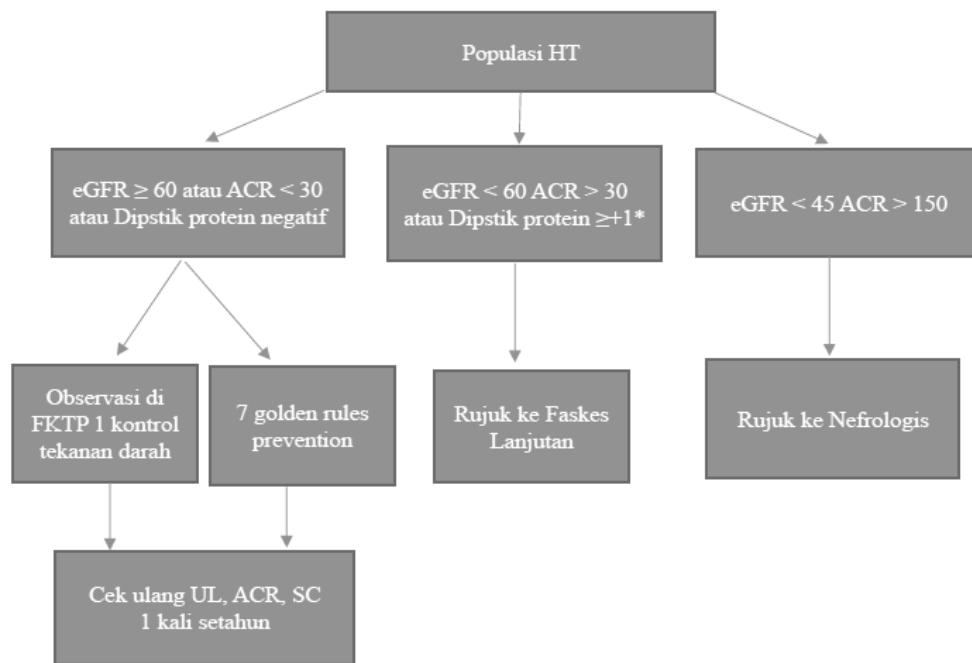 Populasi HT
eGFR ≥ 60 atau ACR < 30
atau Dipstik protein negatif
eGFR < 60 ACR > 30
atau Dipstik protein ≥+1*
eGFR < 45 ACR > 150
Observasi di
FKTP 1 kontrol
tekanan darah
7 golden rules
prevention
Rujuk ke Faskes
Lanjutan
Rujuk ke Nefrologis
Cek ulang UL, ACR, SC
1 kali setahun